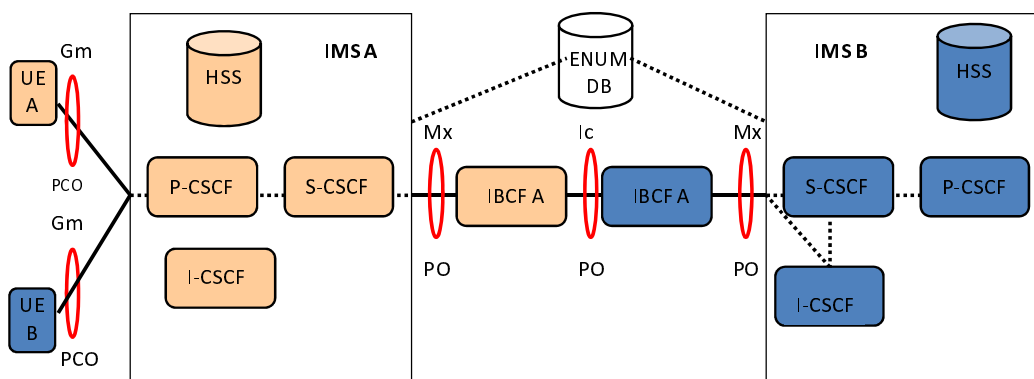 Gm
UE
A
PCO
Gm
UE
B
PCO
HSS
IMS A
P-CSCF
S-CSCF
I-CSCF
ENUM
DB
Mx
Ic
Mx
IBCF A
IBCF A
PO
PO
PO
IMS B
HSS
S-CSCF
P-CSCF
I-CSCF